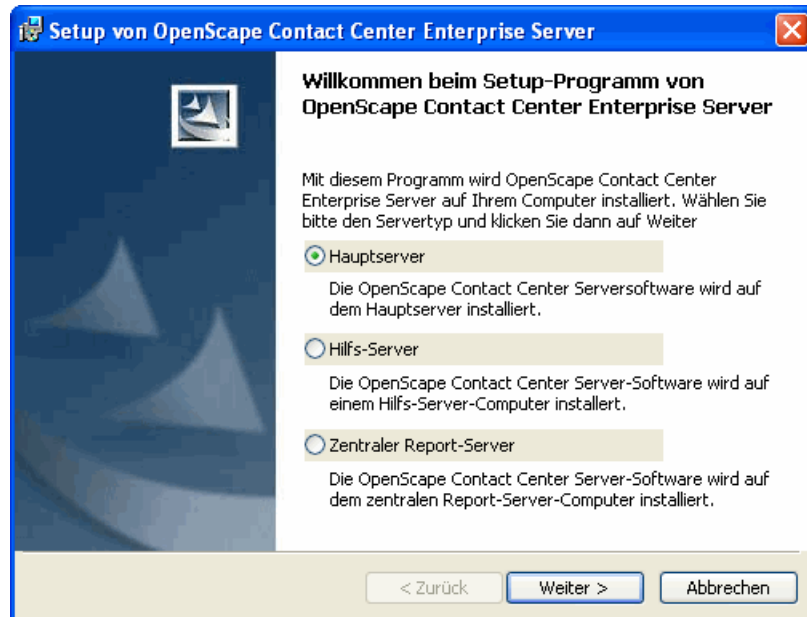 Setup von OpenScape Contact Center Enterprise Server
Willkommen beim Setup-Programm von
OpenScape Contact Center Enterprise Server
Mit diesem Programm wird OpenScape Contact Center
Enterprise Server auf Ihrem Computer installiert. Wählen Sie
bitte den Servertyp und klicken Sie dann auf Weiter
Hauptserver
Die OpenScape Contact Center Serversoftware wird auf
dem Hauptserver installiert.
Hilfs-Server
Die OpenScape Contact Center Server-Software wird auf
einem Hilfs-Server-Computer installert.
Zentraler Report-Server
Die OpenScape Contact Center Server-Software wird auf
dem zentralen Report-Server-Computer installiert.
< Zurück
Weiter >
Abbrechen